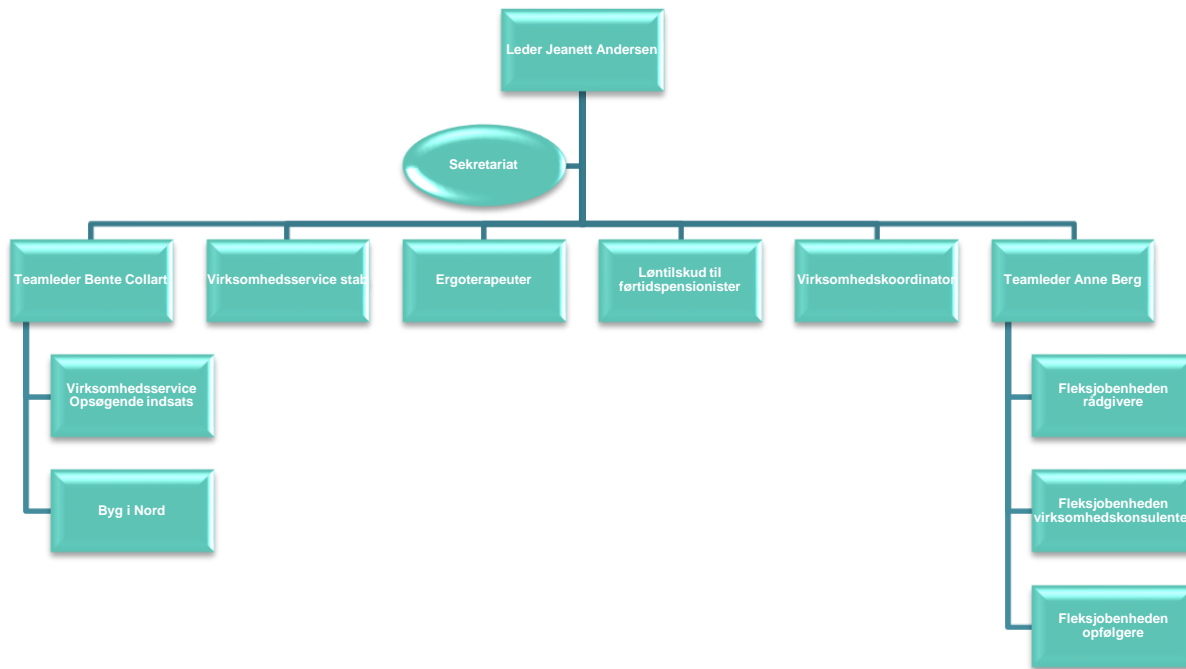 Leder Jeanett Andersen
Sekretariat
Teamleder Bente Collart
Virksomhedsservice stab
Ergoterapeuter
Løntilskud til
førtidspensionister
Virksomhedskoordinator
Teamleder Anne Berg
Virksomhedsservice
Opsøgende indsats
Byg i Nord
Fleksjobenheden
rådgivere
Fleksjobenheden
virksomhedskonsulente
Fleksjobenheden
opfølgere